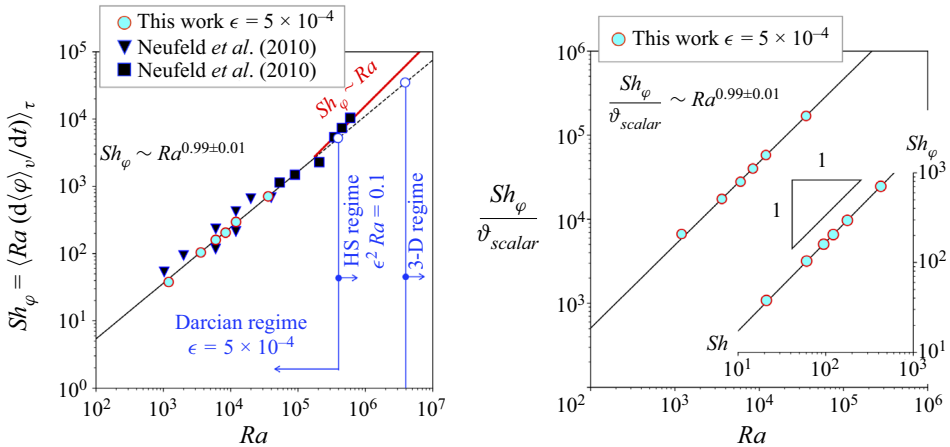 This work ϵ = 5 × 10⁻⁴
Neufeld et al. (2010)
Neufeld et al. (2010)
Sh_φ = ⟨Ra (d⟨φ⟩_v/dt)⟩_τ
10⁵
10⁴
10³
10²
10¹
10⁰
Sh_φ ~ Ra^0.99±0.01
Sh_φ ~ Ra
HS regime
ϵ² Ra = 0.1
3-D regime
Darcian regime
ϵ = 5 × 10⁻⁴
10² 10³ 10⁴ 10⁵ 10⁶ 10⁷
Ra
This work ϵ = 5 × 10⁻⁴
Sh_φ
ϑ_scalar
10⁶
10⁵
10⁴
10³
10²
Sh_φ/ϑ_scalar ~ Ra^0.99±0.01
1
1
Sh_φ
10³
10²
10¹
Sh
10¹ 10² 10³
10² 10³ 10⁴ 10⁵ 10⁶
Ra